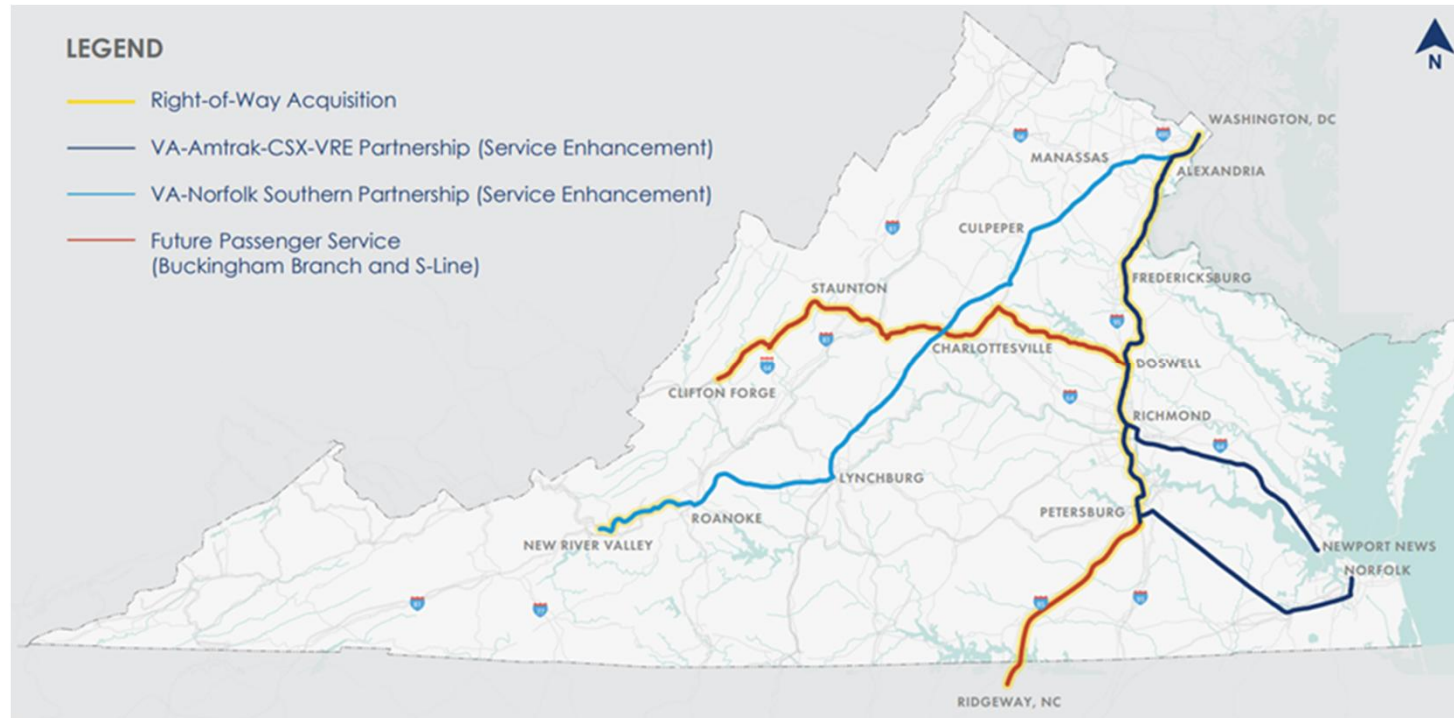 LEGEND
Right-of-Way Acquisition
VA-Amtrak-CSX-VRE Partnership (Service Enhancement)
VA-Norfolk Southern Partnership (Service Enhancement)
Future Passenger Service
(Buckingham Branch and S-Line)
N
WASHINGTON, DC
MANASSAS
ALEXANDRIA
CULPEPER
FREDERICKSBURG
STAUNTON
CHARLOTTESVILLE
DOSWELL
CLIFTON FORGE
RICHMOND
LYNCHBURG
PETERSBURG
ROANOKE
NEW RIVER VALLEY
NEWPORT NEWS
NORFOLK
RIDGEWAY, NC